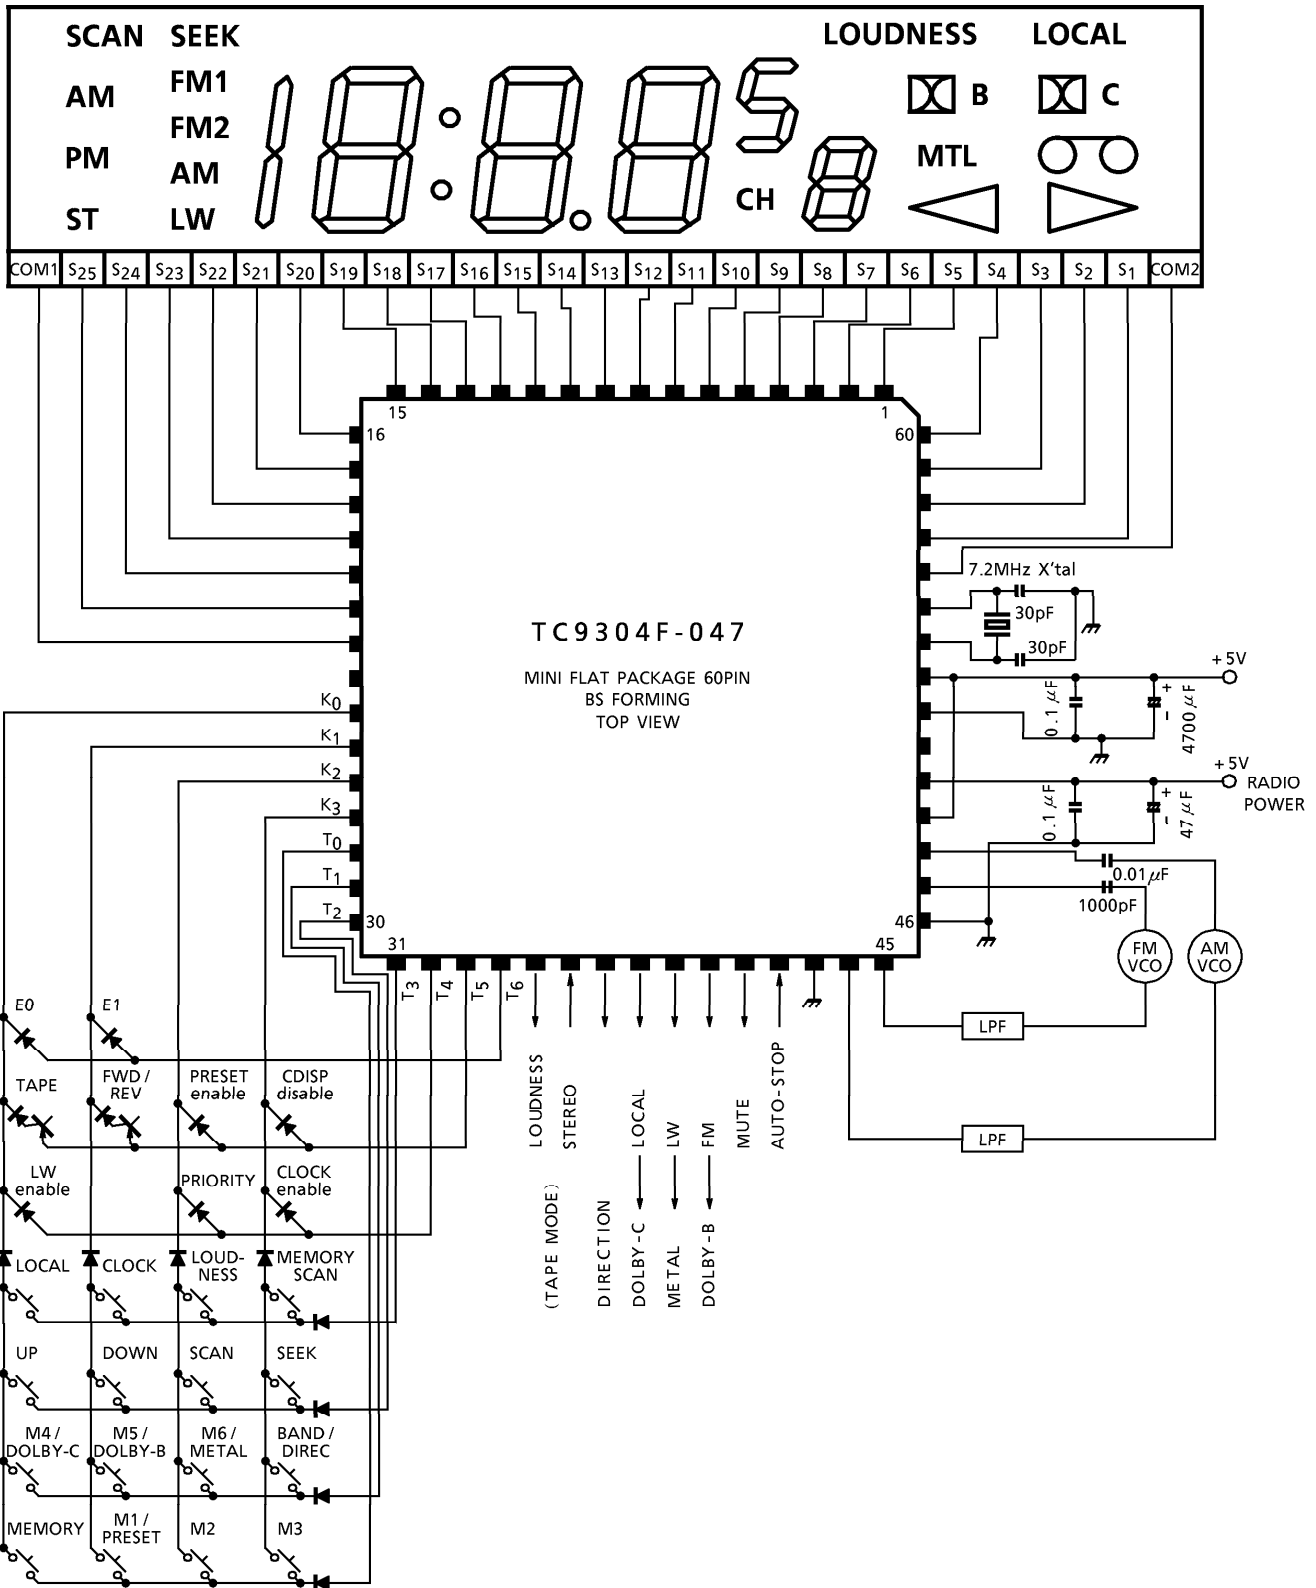 SCAN SEEK LOUDNESS LOCAL
FM1
AM B C
FM2
PM AM MTL
CH
ST LW
COM1 S25 S24 S23 S22 S21 S20 S19 S18 S17 S16 S15 S14 S13 S12 S11 S10 S9 S8 S7 S6 S5 S4 S3 S2 S1 COM2
15 1
16 60
7.2MHz X'tal
30pF
30pF
TC9304F-047
MINI FLAT PACKAGE 60PIN
BS FORMING
TOP VIEW
+5V
0.1μF
+
-
4700μF
+5V
RADIO
POWER
0.1μF
+
-
47μF
K0
K1
K2
K3
T0
T1
T2
0.01μF
1000pF
30 46
31 45
FM
VCO
AM
VCO
T3 T4 T5 T6
LPF
LPF
E0 E1
TAPE
FWD/
REV
PRESET
enable
CDISP
disable
LW
enable
PRIORITY
CLOCK
enable
LOCAL
CLOCK
LOUD-
NESS
MEMORY
SCAN
UP DOWN SCAN SEEK
M4/
DOLBY-C
M5/
DOLBY-B
M6/
METAL
BAND/
DIREC
MEMORY
M1/
PRESET
M2 M3
LOUDNESS
STEREO
LOCAL
LW
FM
MUTE
AUTO-STOP
(TAPE MODE)
DIRECTION
DOLBY-C
METAL
DOLBY-B